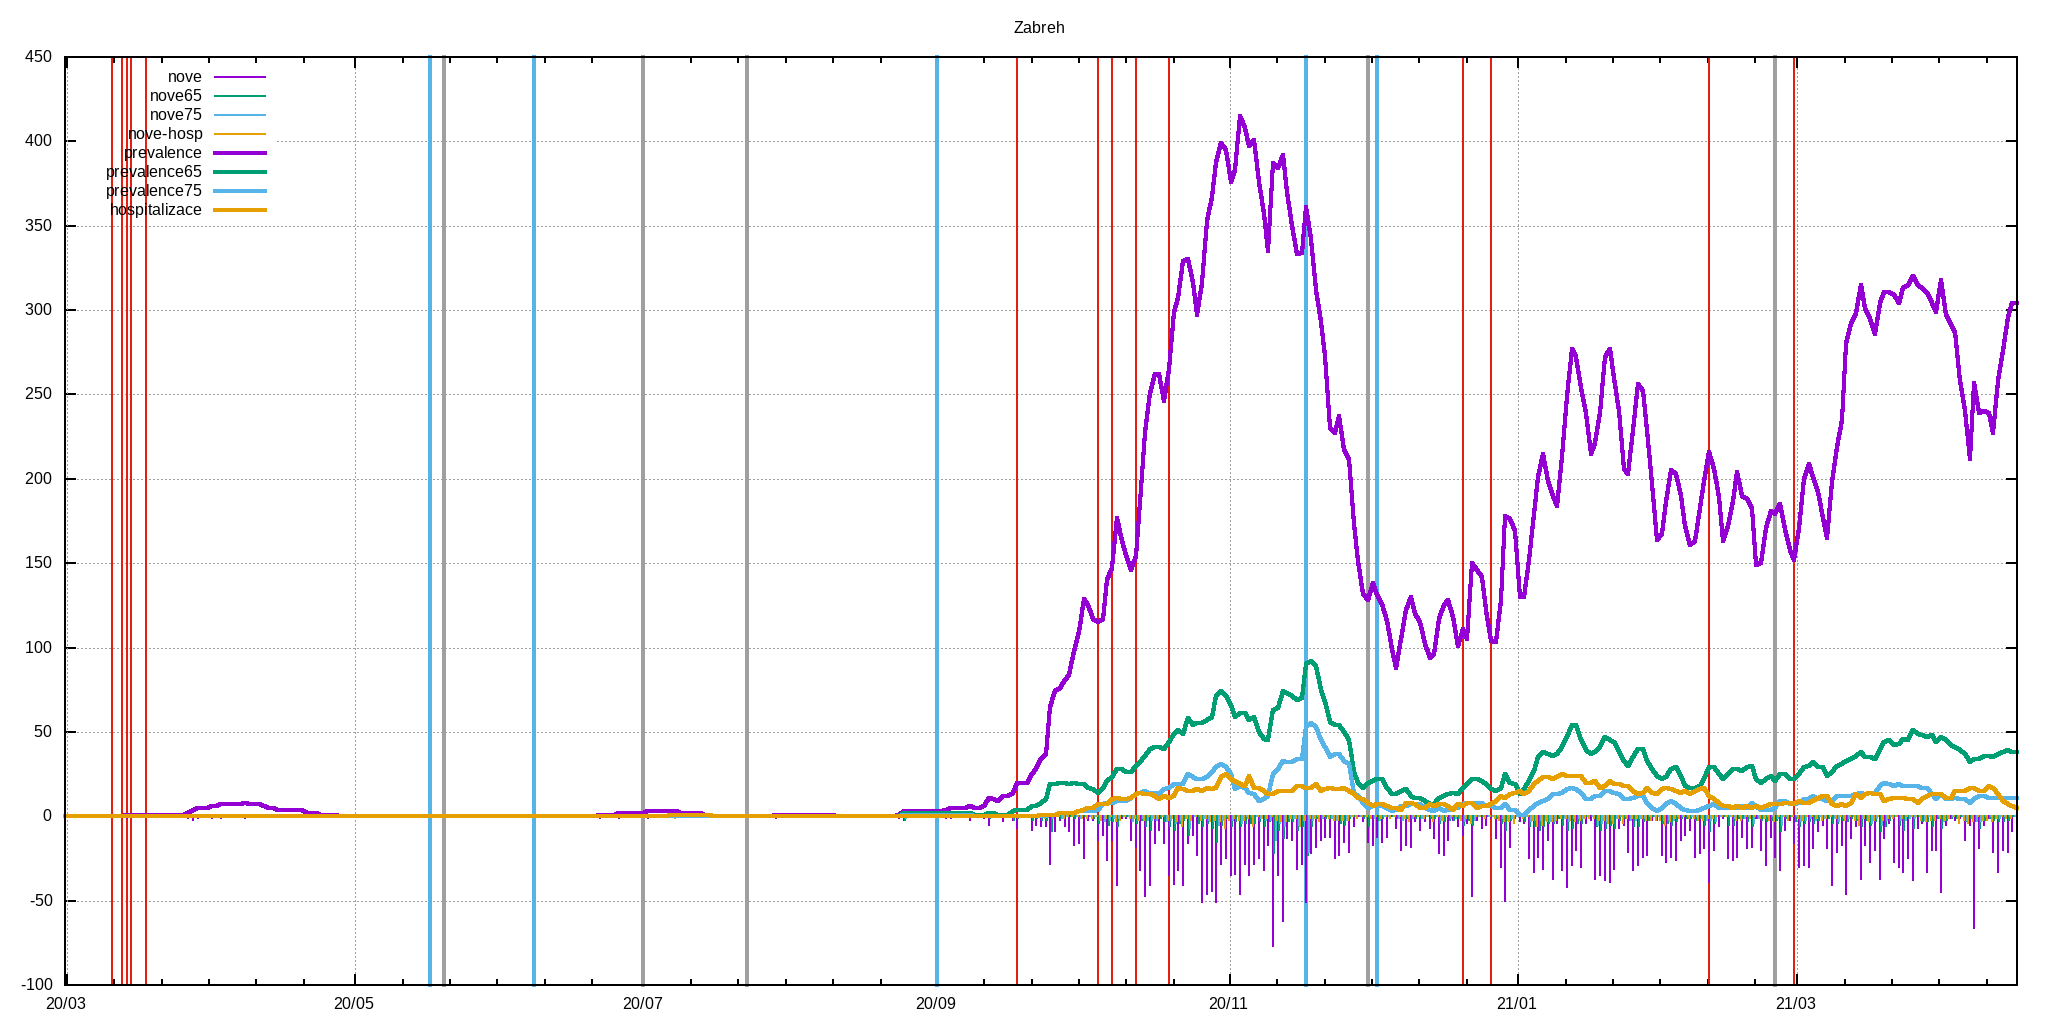 Zabreh
450
400
350
300
250
200
150
100
50
0
-50
-100
nove
nove65
nove75
nove-hosp
prevalence
prevalence65
prevalence75
hospitalizace
20/03 20/05 20/07 20/09 20/11 21/01 21/03